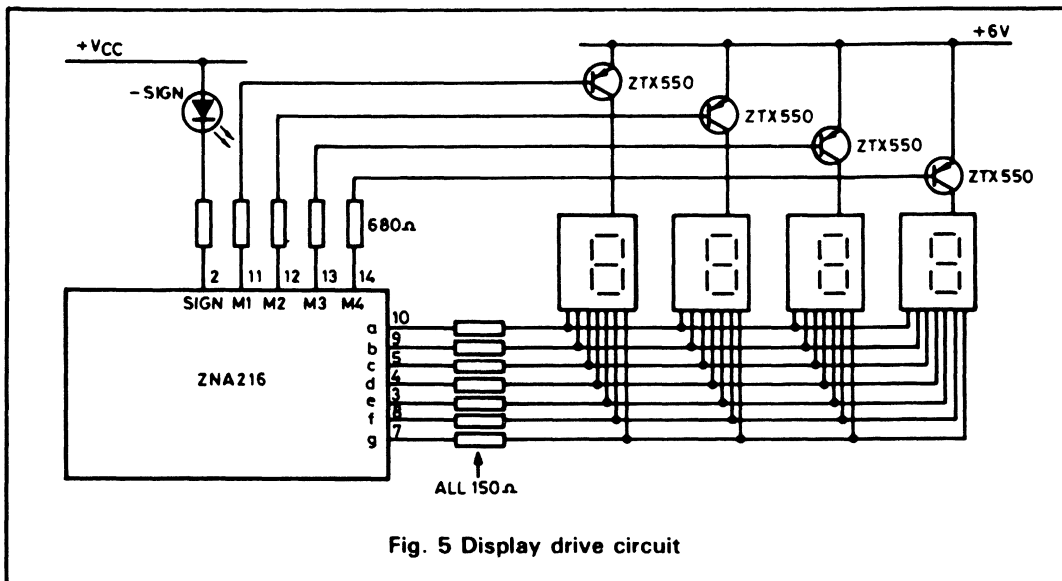 +VCC
+6V
-SIGN
ZTX550
ZTX550
ZTX550
ZTX550
680Ω
2 11 12 13 14
SIGN M1 M2 M3 M4
ZNA216
a 10
b 9
c 5
d 4
e 3
f 8
g 7
ALL 150Ω
Fig. 5 Display drive circuit